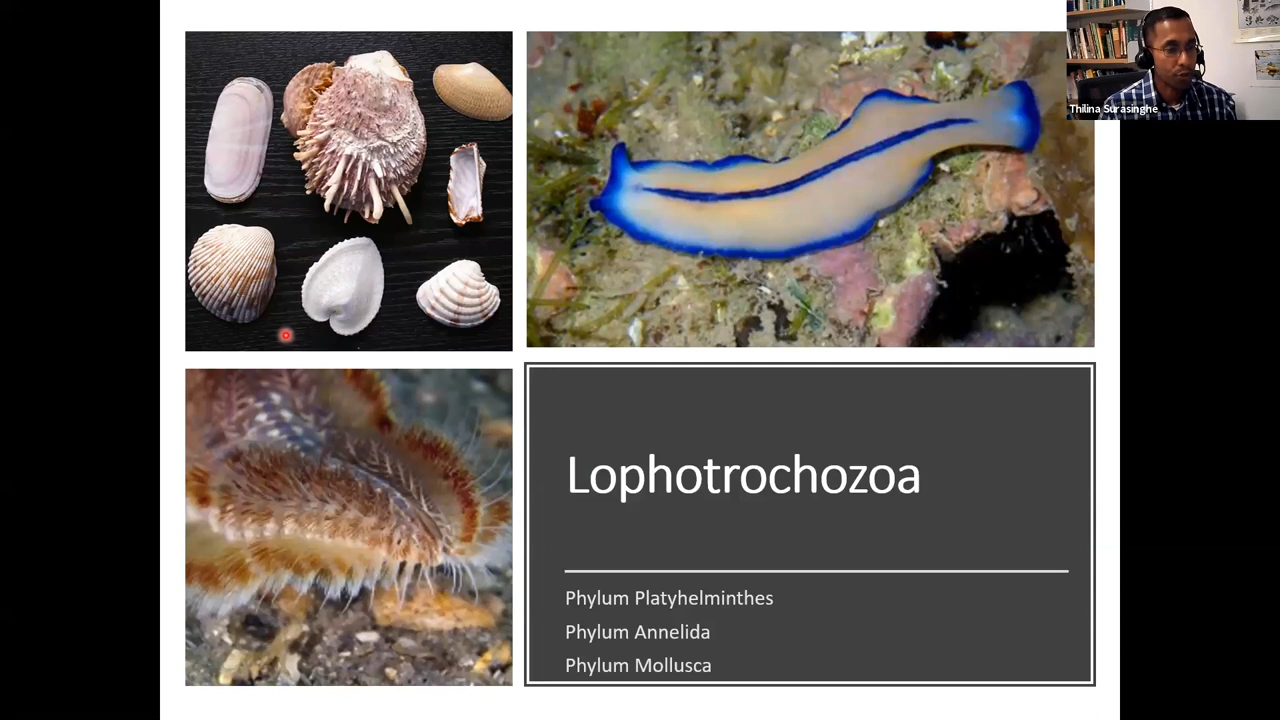 Thilina Surasinghe
Lophotrochozoa
Phylum Platyhelminthes
Phylum Annelida
Phylum Mollusca